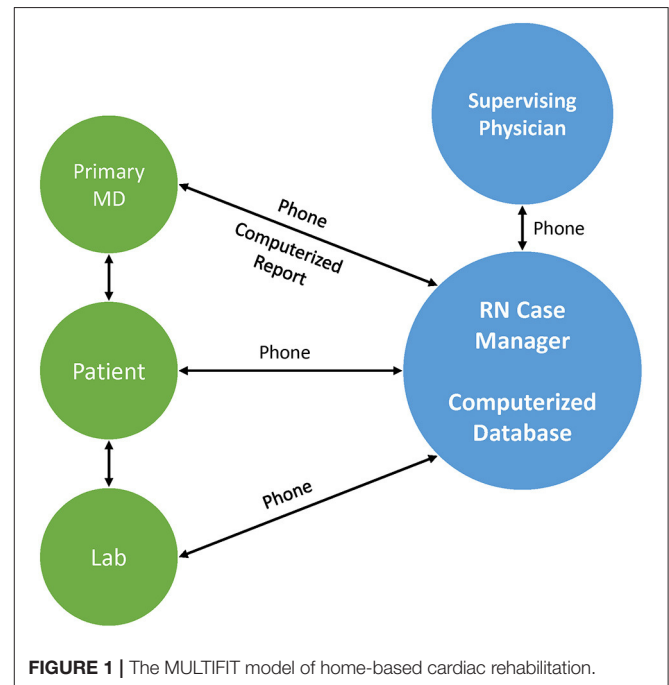 Supervising
Physician
Primary
MD
Phone
Computerized
Report
Phone
RN Case
Manager
Computerized
Database
Patient
Phone
Phone
Lab
FIGURE 1 | The MULTIFIT model of home-based cardiac rehabilitation.